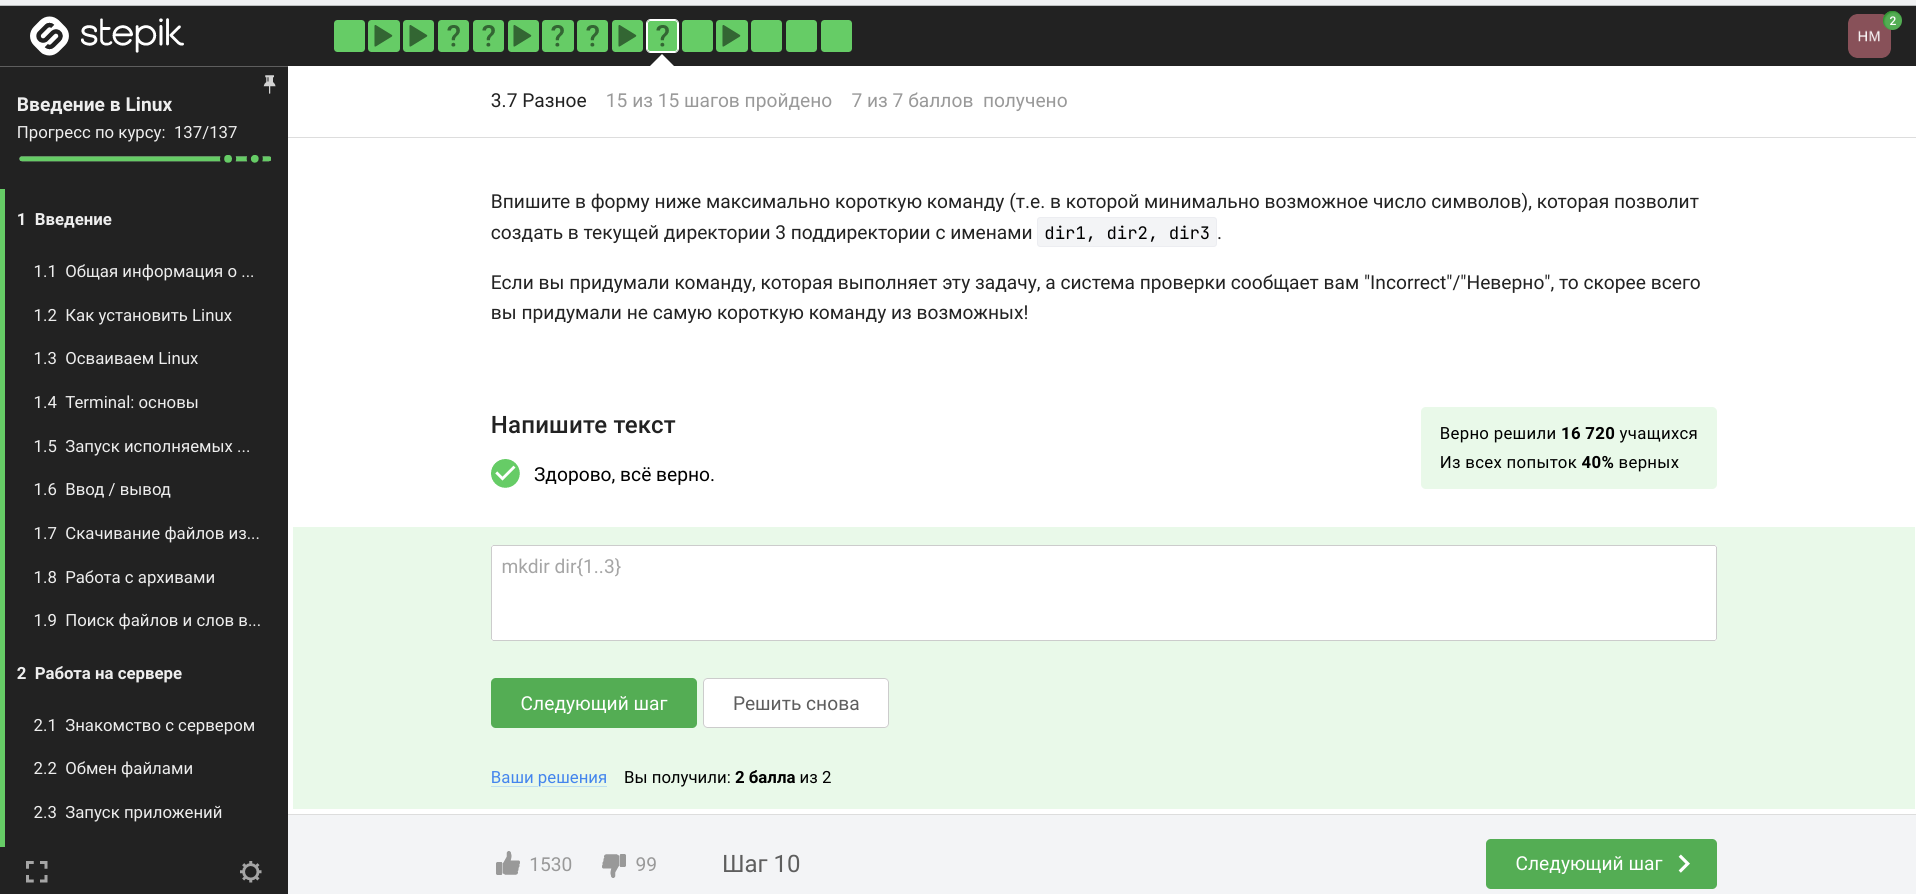 stepik
? ? ? ? ?
НМ
2
Введение в Linux
Прогресс по курсу: 137/137
1 Введение
1.1 Общая информация о ...
1.2 Как установить Linux
1.3 Осваиваем Linux
1.4 Terminal: основы
1.5 Запуск исполняемых ...
1.6 Ввод / вывод
1.7 Скачивание файлов из...
1.8 Работа с архивами
1.9 Поиск файлов и слов в...
2 Работа на сервере
2.1 Знакомство с сервером
2.2 Обмен файлами
2.3 Запуск приложений
3.7 Разное 15 из 15 шагов пройдено 7 из 7 баллов получено
Впишите в форму ниже максимально короткую команду (т.е. в которой минимально возможное число символов), которая позволит
создать в текущей директории 3 поддиректории с именами dir1, dir2, dir3.
Если вы придумали команду, которая выполняет эту задачу, а система проверки сообщает вам "Incorrect"/"Неверно", то скорее всего
вы придумали не самую короткую команду из возможных!
Напишите текст
Здорово, всё верно.
Верно решили 16 720 учащихся
Из всех попыток 40% верных
mkdir dir{1..3}
Следующий шаг
Решить снова
Ваши решения Вы получили: 2 балла из 2
1530 99 Шаг 10
Следующий шаг